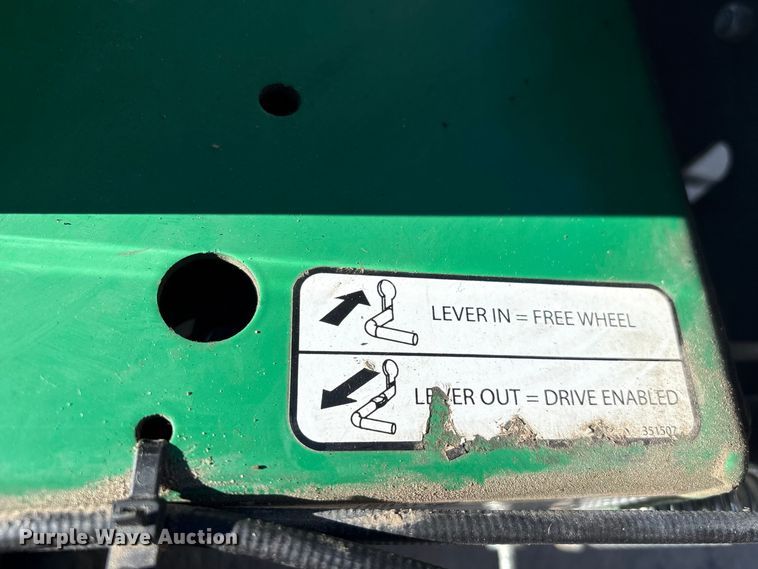 LEVER IN = FREE WHEEL
LEVER OUT = DRIVE ENABLED
351507
Purple Wave Auction